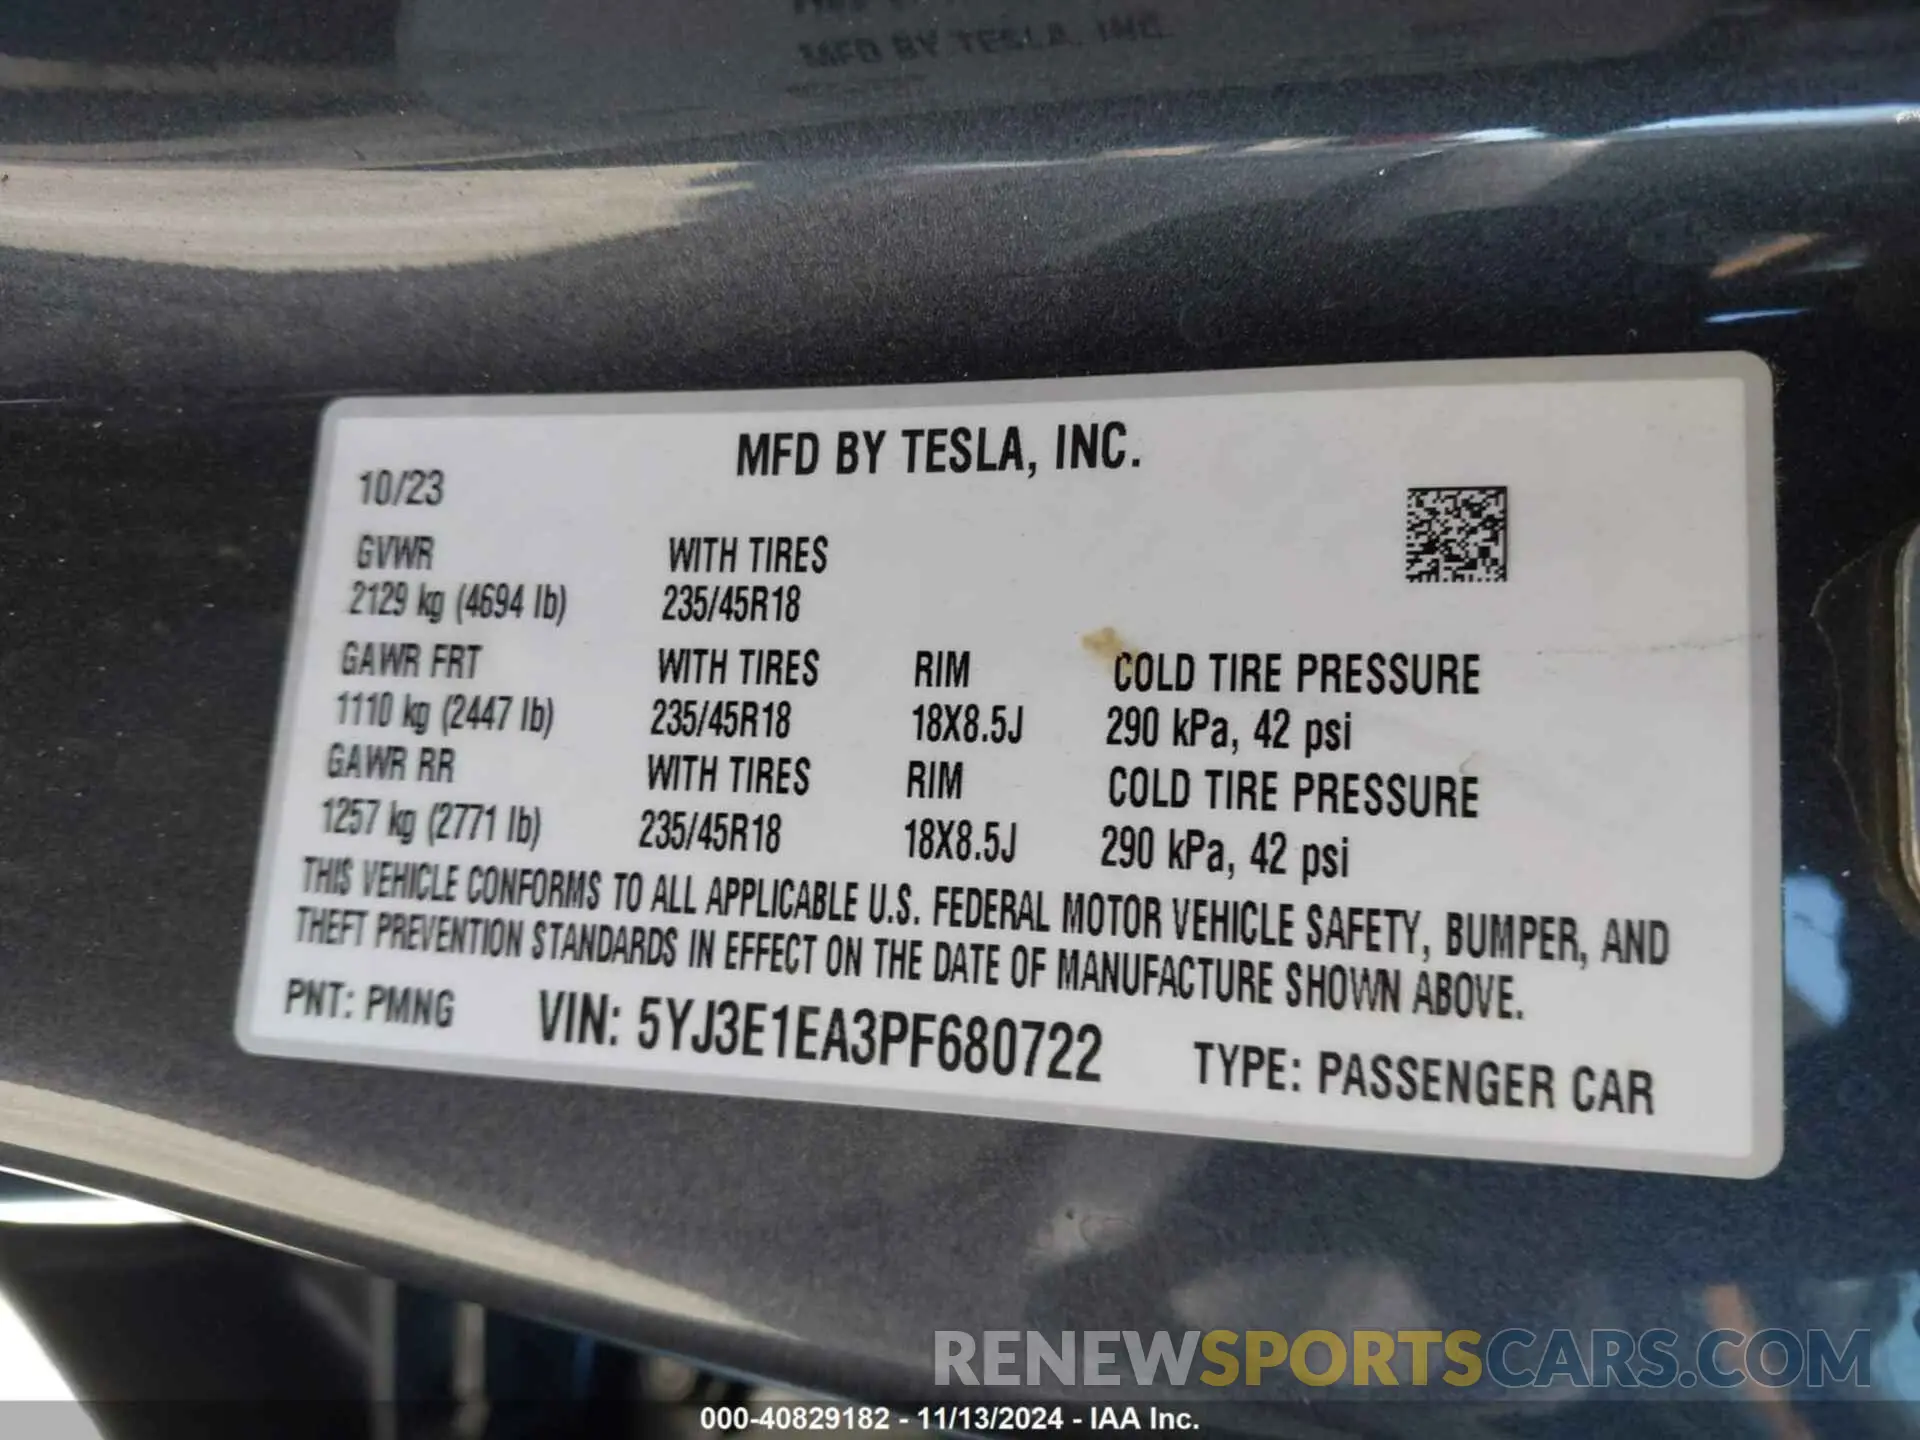 MFD BY TESLA, INC.
MFD BY TESLA, INC.
10/23
GVWR WITH TIRES
2129 kg (4694 lb) 235/45R18
GAWR FRT WITH TIRES RIM COLD TIRE PRESSURE
1110 kg (2447 lb) 235/45R18 18X8.5J 290 kPa, 42 psi
GAWR RR WITH TIRES RIM COLD TIRE PRESSURE
1257 kg (2771 lb) 235/45R18 18X8.5J 290 kPa, 42 psi
THIS VEHICLE CONFORMS TO ALL APPLICABLE U.S. FEDERAL MOTOR VEHICLE SAFETY, BUMPER, AND
THEFT PREVENTION STANDARDS IN EFFECT ON THE DATE OF MANUFACTURE SHOWN ABOVE.
PNT: PMNG VIN: 5YJ3E1EA3PF680722 TYPE: PASSENGER CAR
RENEWSPORTSCARS.COM
000-40829182 - 11/13/2024 - IAA Inc.